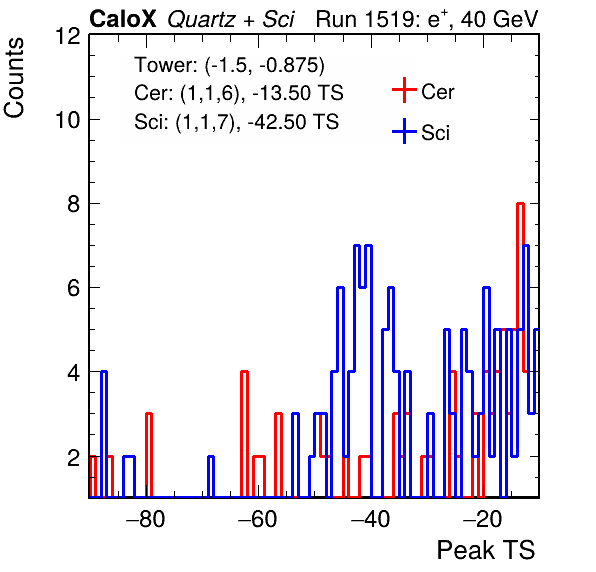 CaloX Quartz + Sci Run 1519: e+, 40 GeV
Counts
12
10
8
6
4
2
Tower: (-1.5, -0.875)
Cer: (1,1,6), -13.50 TS
Sci: (1,1,7), -42.50 TS
Cer
Sci
−80 −60 −40 −20
Peak TS